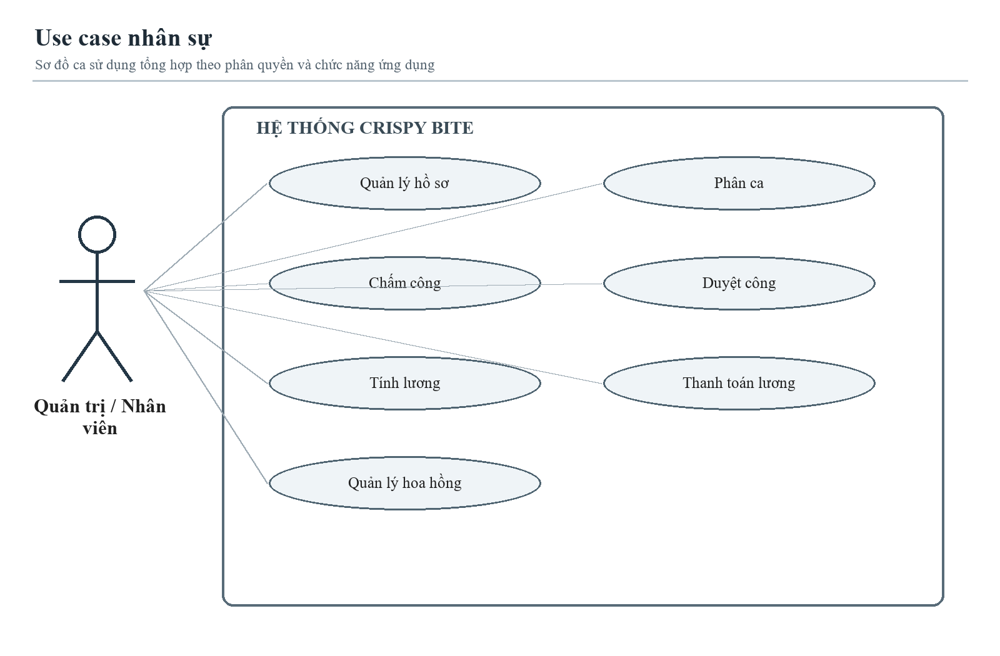 Use case nhân sự
Sơ đồ ca sử dụng tổng hợp theo phân quyền và chức năng ứng dụng
HỆ THỐNG CRISPY BITE
Quản lý hồ sơ
Phân ca
Chấm công
Duyệt công
Tính lương
Thanh toán lương
Quản trị / Nhân
viên
Quản lý hoa hồng